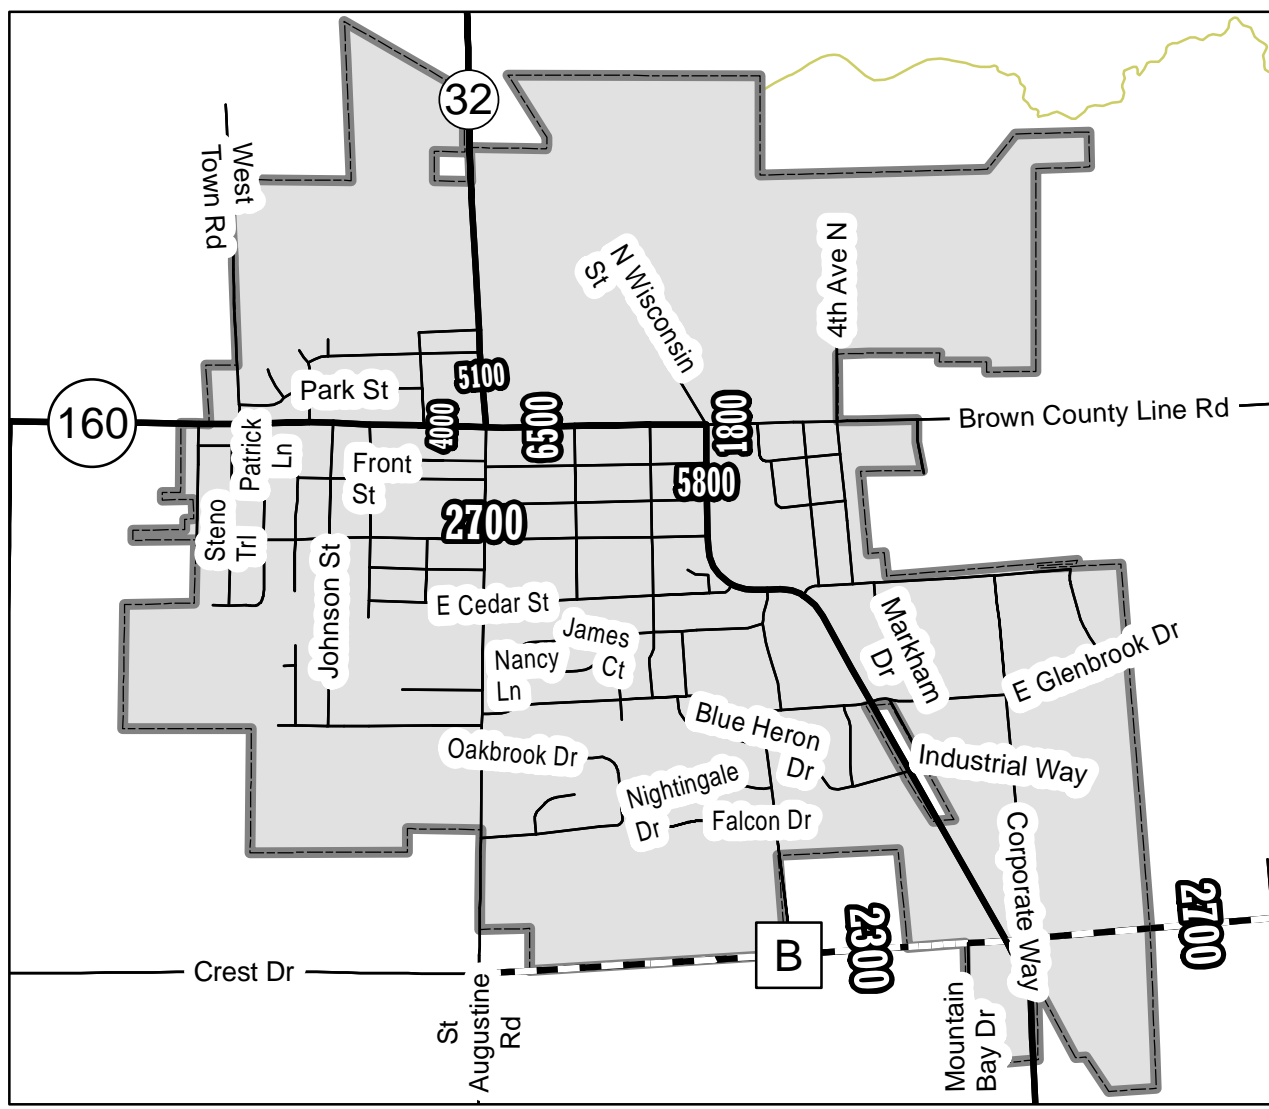 32
West
Town Rd
N Wisconsin
St
4th Ave N
Park St
5100
160
4000
6500
1800
Brown County Line Rd
Patrick
Ln
Front
St
5800
Steno
Trl
2700
Johnson St
E Cedar St
James
Ct
Nancy
Ln
Markham
Dr
E Glenbrook Dr
Blue Heron
Dr
Oakbrook Dr
Industrial Way
Nightingale
Dr
Falcon Dr
Corporate Way
2300
2700
B
Crest Dr
St
Augustine
Rd
Mountain
Bay Dr